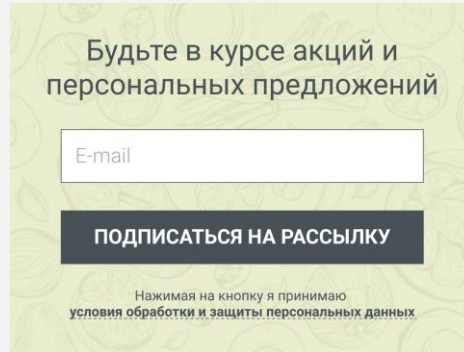 Будьте в курсе акций и
персональных предложений
E-mail
ПОДПИСАТЬСЯ НА РАССЫЛКУ
Нажимая на кнопку я принимаю
условия обработки и защиты персональных данных